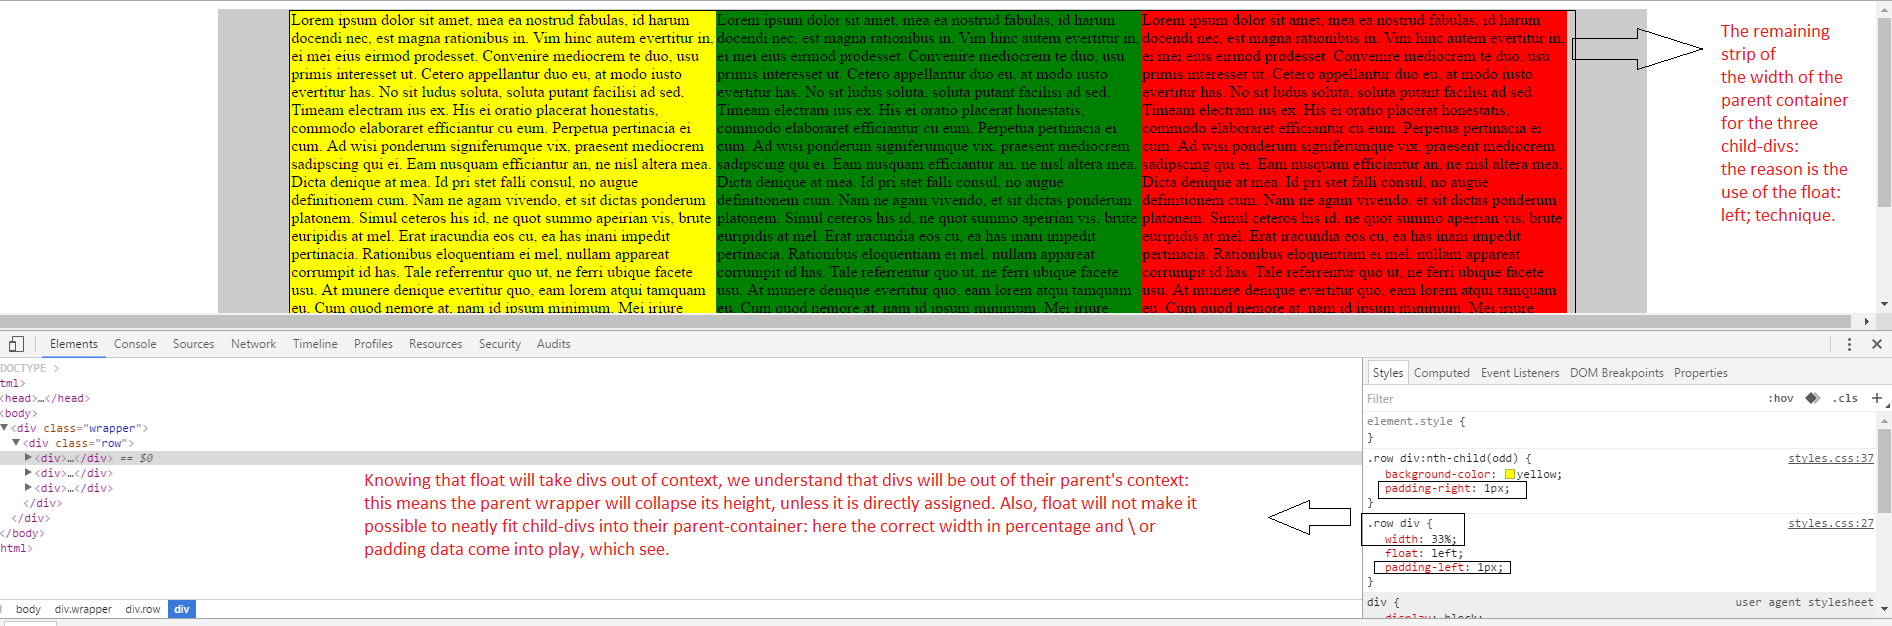 Lorem ipsum dolor sit amet, mea ea nostrud fabulas, id harum
docendi nec, est magna rationibus in. Vim hinc autem evertitur in,
ei mei eius eirmod prodesset. Convenire mediocrem te duo, usu
primis interesset ut. Cetero appellantur duo eu, at modo iusto
evertitur has. No sit ludus soluta, soluta putant facilisi ad sed.
Timeam electram ius ex. His ei oratio placerat honestatis,
commodo elaboraret efficiantur cu eum. Perpetua pertinacia ei
cum. Ad wisi ponderum signiferumque vix, praesent mediocrem
sadipscing qui ei. Eam nusquam efficiantur an, ne nisl altera mea.
Dicta denique at mea. Id pri stet falli consul, no augue
definitionem cum. Nam ne agam vivendo, et sit dictas ponderum
platonem. Simul ceteros his id, ne quot summo apeirian vis, brute
euripidis at mel. Erat iracundia eos cu, ea has inani impedit
pertinacia. Rationibus eloquentiam ei mel, nullam appareat
corrumpit id has. Tale referrentur quo ut, ne ferri ubique facete
usu. At munere denique evertitur quo, eam lorem atqui tamquam
eu. Cum quod nemore at, nam id ipsum minimum. Mei iriure
Lorem ipsum dolor sit amet, mea ea nostrud fabulas, id harum
docendi nec, est magna rationibus in. Vim hinc autem evertitur in,
ei mei eius eirmod prodesset. Convenire mediocrem te duo, usu
primis interesset ut. Cetero appellantur duo eu, at modo iusto
evertitur has. No sit ludus soluta, soluta putant facilisi ad sed.
Timeam electram ius ex. His ei oratio placerat honestatis,
commodo elaboraret efficiantur cu eum. Perpetua pertinacia ei
cum. Ad wisi ponderum signiferumque vix, praesent mediocrem
sadipscing qui ei. Eam nusquam efficiantur an, ne nisl altera mea.
Dicta denique at mea. Id pri stet falli consul, no augue
definitionem cum. Nam ne agam vivendo, et sit dictas ponderum
platonem. Simul ceteros his id, ne quot summo apeirian vis, brute
euripidis at mel. Erat iracundia eos cu, ea has inani impedit
pertinacia. Rationibus eloquentiam ei mel, nullam appareat
corrumpit id has. Tale referrentur quo ut, ne ferri ubique facete
usu. At munere denique evertitur quo, eam lorem atqui tamquam
eu. Cum quod nemore at, nam id ipsum minimum. Mei iriure
Lorem ipsum dolor sit amet, mea ea nostrud fabulas, id harum
docendi nec, est magna rationibus in. Vim hinc autem evertitur in,
ei mei eius eirmod prodesset. Convenire mediocrem te duo, usu
primis interesset ut. Cetero appellantur duo eu, at modo iusto
evertitur has. No sit ludus soluta, soluta putant facilisi ad sed.
Timeam electram ius ex. His ei oratio placerat honestatis,
commodo elaboraret efficiantur cu eum. Perpetua pertinacia ei
cum. Ad wisi ponderum signiferumque vix, praesent mediocrem
sadipscing qui ei. Eam nusquam efficiantur an, ne nisl altera mea.
Dicta denique at mea. Id pri stet falli consul, no augue
definitionem cum. Nam ne agam vivendo, et sit dictas ponderum
platonem. Simul ceteros his id, ne quot summo apeirian vis, brute
euripidis at mel. Erat iracundia eos cu, ea has inani impedit
pertinacia. Rationibus eloquentiam ei mel, nullam appareat
corrumpit id has. Tale referrentur quo ut, ne ferri ubique facete
usu. At munere denique evertitur quo, eam lorem atqui tamquam
eu. Cum quod nemore at, nam id ipsum minimum. Mei iriure
The remaining
strip of
the width of the
parent container
for the three
child-divs:
the reason is the
use of the float:
left; technique.
Elements Console Sources Network Timeline Profiles Resources Security Audits
DOCTYPE >
tml>
<head>…</head>
<body>
<div class="wrapper">
<div class="row">
<div>…</div> == $0
<div>…</div>
<div>…</div>
</div>
</div>
</body>
html>
Knowing that float will take divs out of context, we understand that divs will be out of their parent's context:
this means the parent wrapper will collapse its height, unless it is directly assigned. Also, float will not make it
possible to neatly fit child-divs into their parent-container: here the correct width in percentage and \ or
padding data come into play, which see.
body div.wrapper div.row div
Styles Computed Event Listeners DOM Breakpoints Properties
Filter :hov .cls +
element.style {
}
.row div:nth-child(odd) { styles.css:37
background-color: yellow;
padding-right: 1px;
}
.row div { styles.css:27
width: 33%;
float: left;
padding-left: 1px;
}
div { user agent stylesheet
display: block;